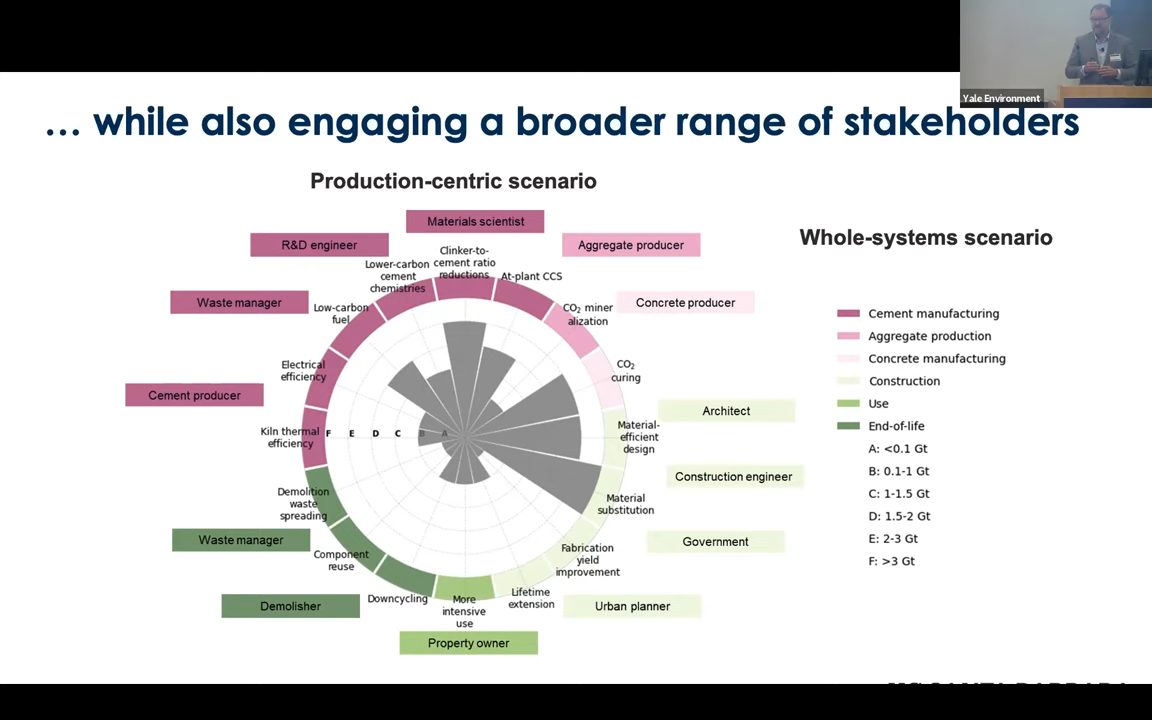 Yale Environment
... while also engaging a broader range of stakeholders
Production-centric scenario
Whole-systems scenario
Materials scientist
R&D engineer
Aggregate producer
Waste manager
Concrete producer
Cement producer
Architect
Construction engineer
Waste manager
Government
Demolisher
Urban planner
Property owner
Clinker-to-
cement ratio
reductions
Lower-carbon
cement
chemistries
At-plant CCS
Low-carbon
fuel
CO2 miner
alization
Electrical
efficiency
CO2
curing
Kiln thermal
efficiency
F E D C B A
Material-
efficient
design
Demolition
waste
spreading
Material
substitution
Component
reuse
Fabrication
yield
improvement
Downcycling
More
intensive
use
Lifetime
extension
Cement manufacturing
Aggregate production
Concrete manufacturing
Construction
Use
End-of-life
A: <0.1 Gt
B: 0.1-1 Gt
C: 1-1.5 Gt
D: 1.5-2 Gt
E: 2-3 Gt
F: >3 Gt